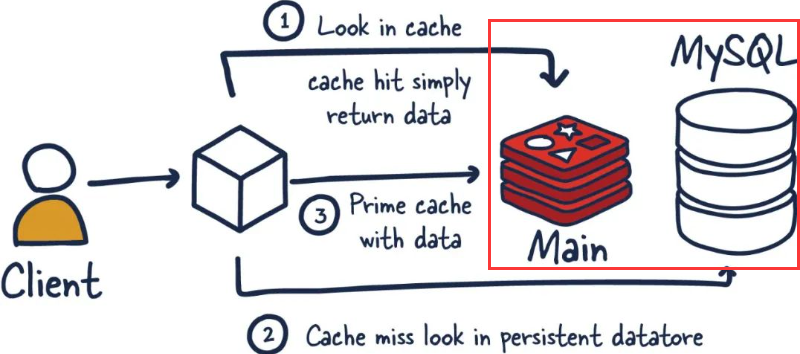 1 Look in cache
cache hit simply
return data
MySQL
3 Prime cache
with data
Main
Client
2 Cache miss look in persistent datatore